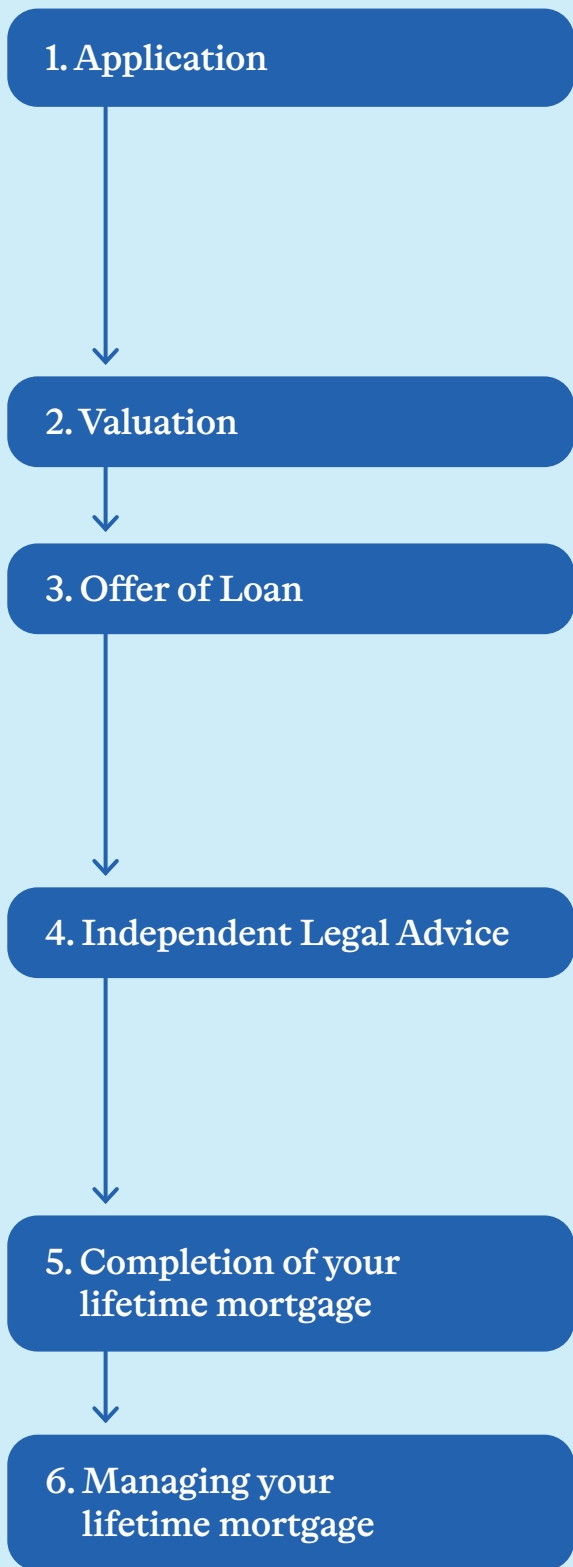 1. Application
2. Valuation
3. Offer of Loan
4. Independent Legal Advice
5. Completion of your
lifetime mortgage
6. Managing your
lifetime mortgage